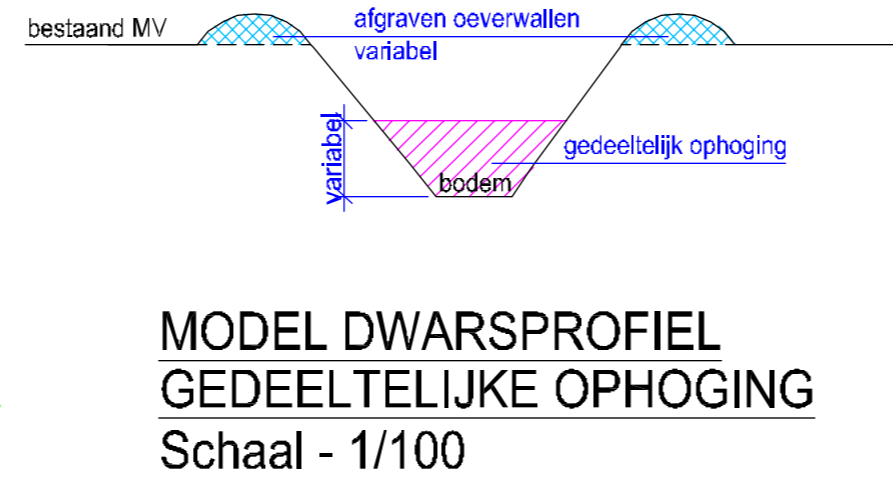 bestaand MV
afgraven oeverwallen
variabel
variabel
gedeeltelijk ophoging
bodem
MODEL DWARSPROFIEL
GEDEELTELIJKE OPHOGING
Schaal - 1/100